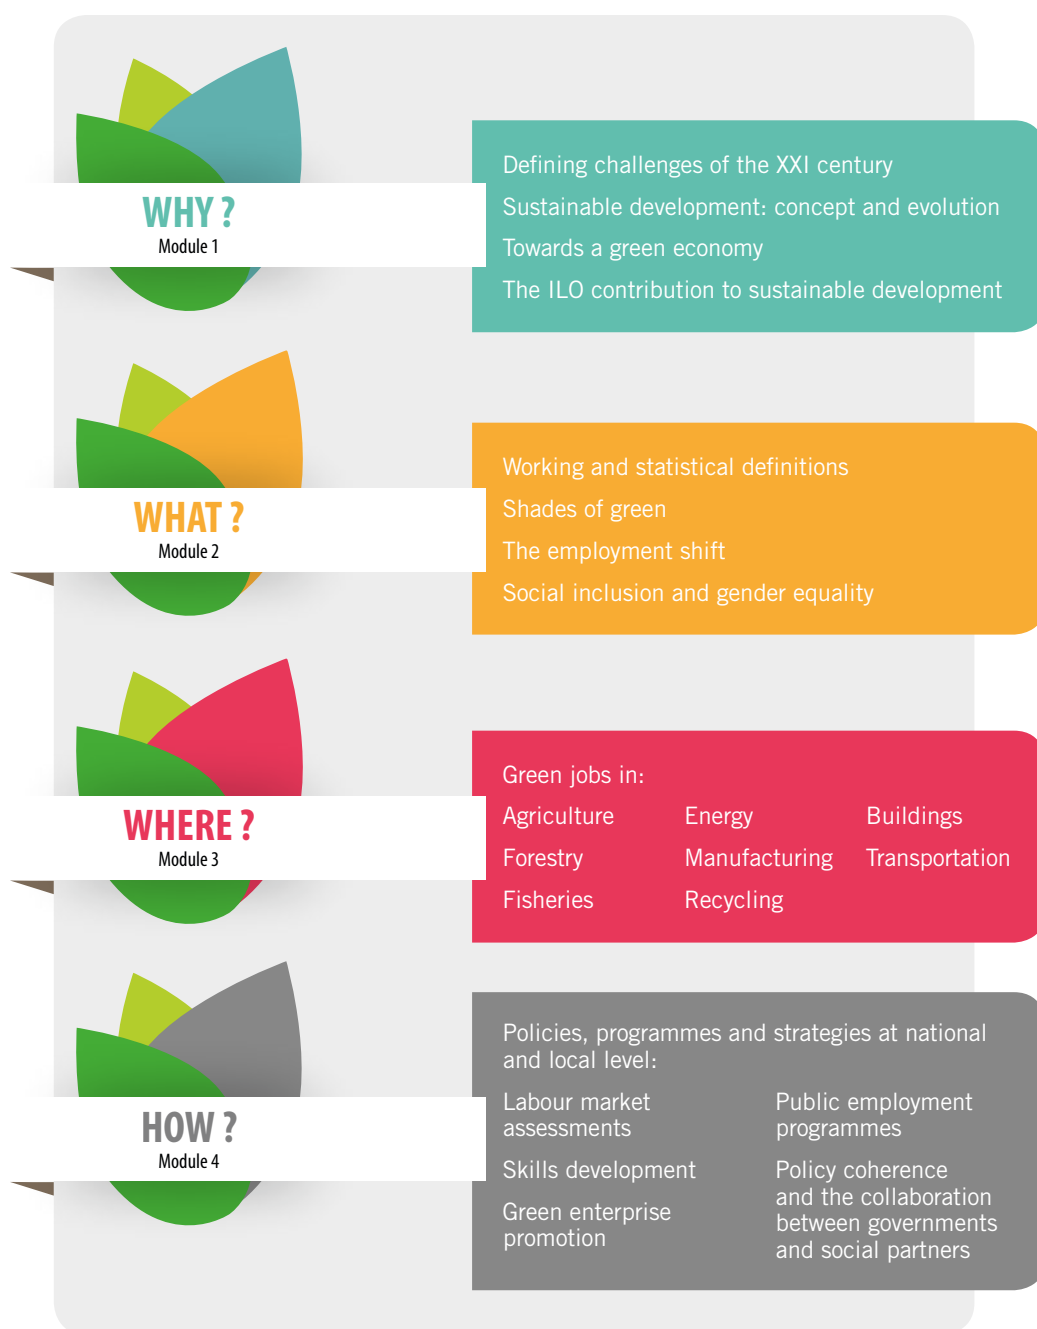 WHY ?
Module 1
Defining challenges of the XXI century
Sustainable development: concept and evolution
Towards a green economy
The ILO contribution to sustainable development
WHAT ?
Module 2
Working and statistical definitions
Shades of green
The employment shift
Social inclusion and gender equality
WHERE ?
Module 3
Green jobs in:
Agriculture
Forestry
Fisheries
Energy
Manufacturing
Recycling
Buildings
Transportation
HOW ?
Module 4
Policies, programmes and strategies at national
and local level:
Labour market
assessments
Skills development
Green enterprise
promotion
Public employment
programmes
Policy coherence
and the collaboration
between governments
and social partners